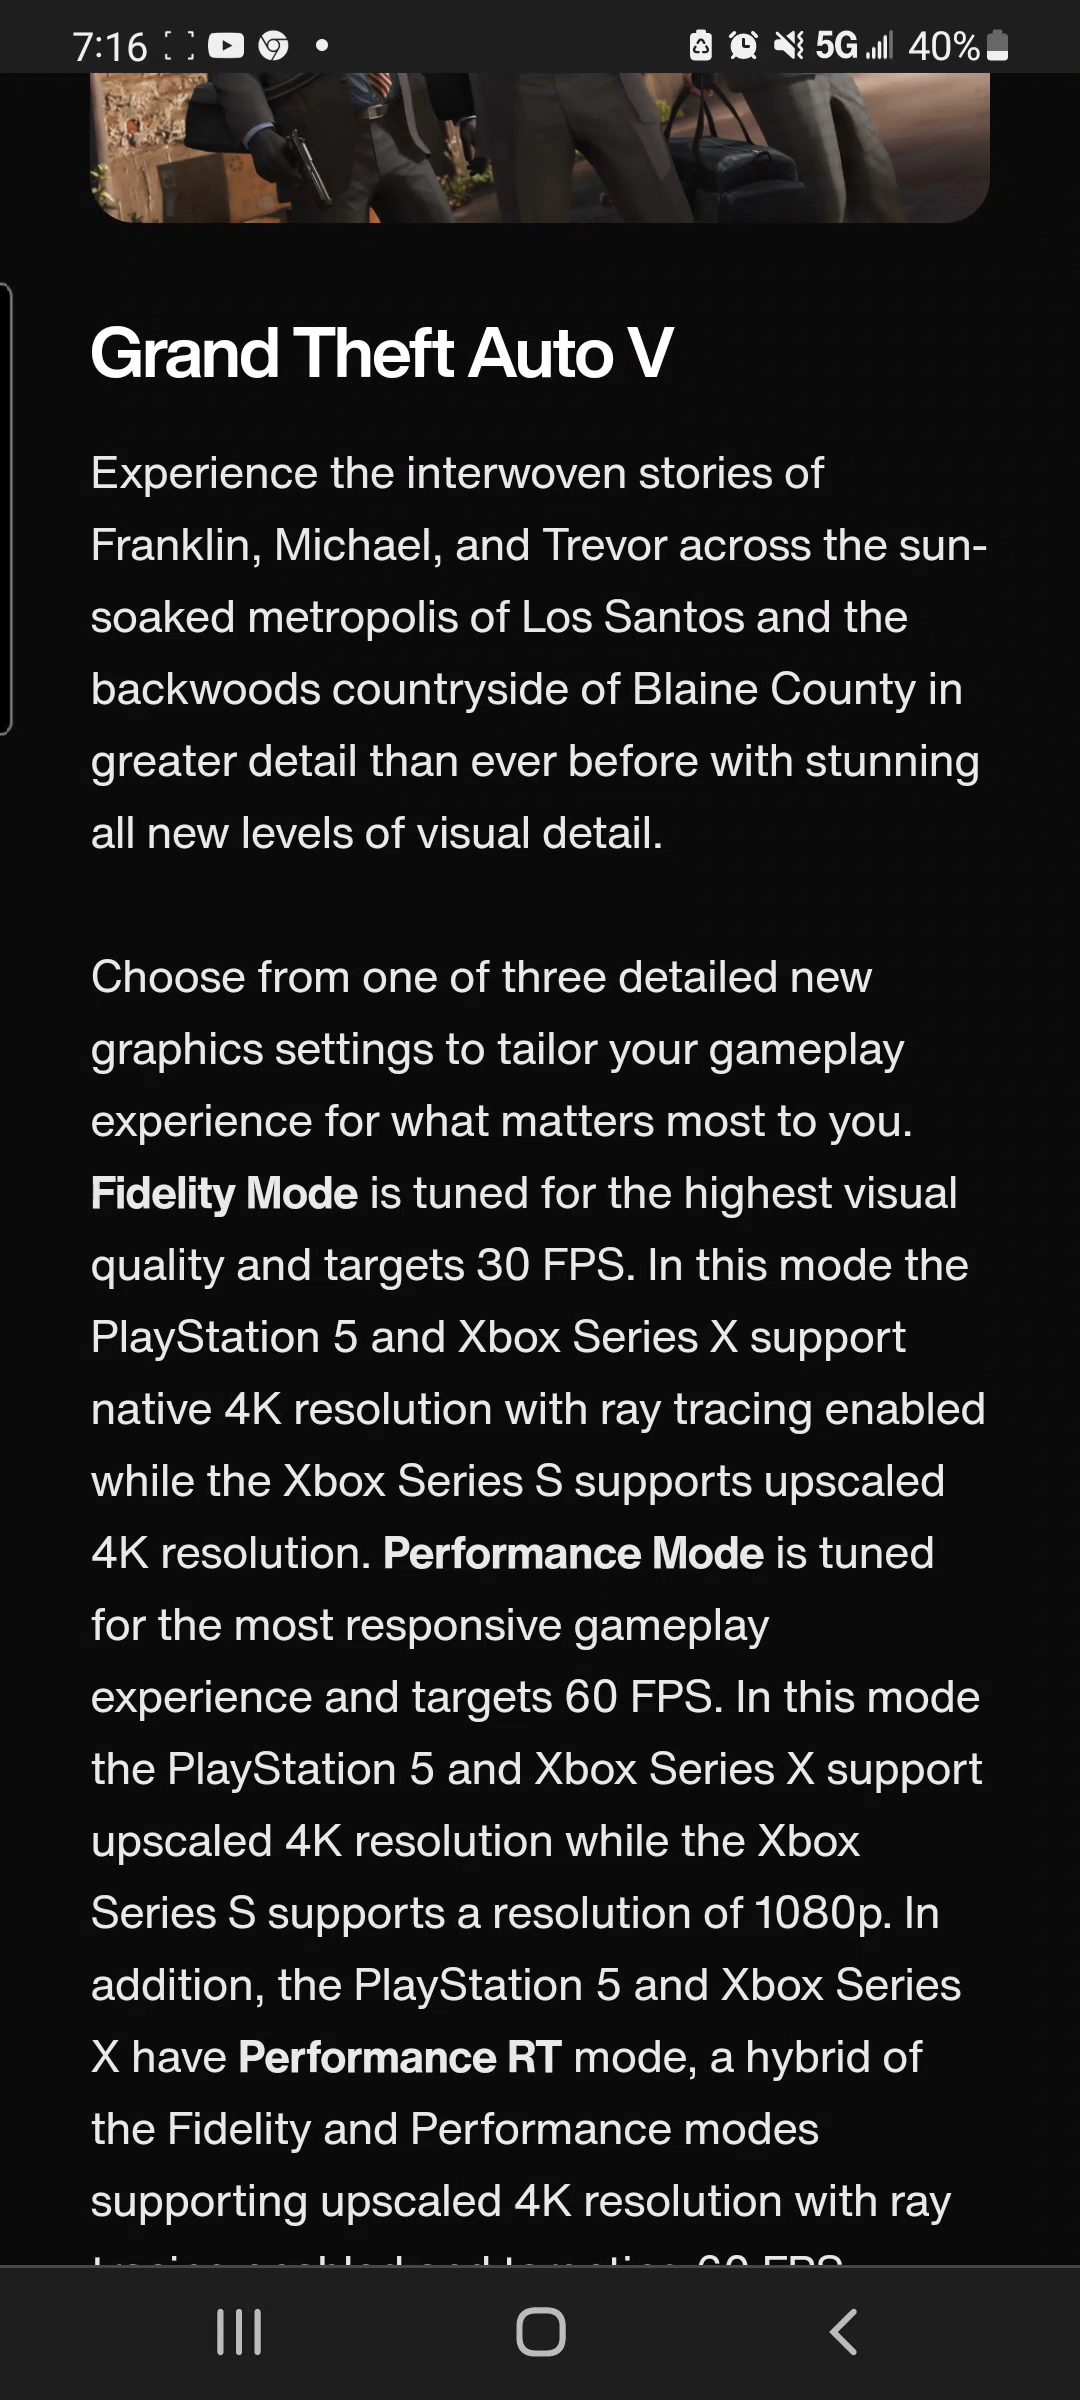 7:16
5G 40%
Grand Theft Auto V
Experience the interwoven stories of
Franklin, Michael, and Trevor across the sun-
soaked metropolis of Los Santos and the
backwoods countryside of Blaine County in
greater detail than ever before with stunning
all new levels of visual detail.
Choose from one of three detailed new
graphics settings to tailor your gameplay
experience for what matters most to you.
Fidelity Mode is tuned for the highest visual
quality and targets 30 FPS. In this mode the
PlayStation 5 and Xbox Series X support
native 4K resolution with ray tracing enabled
while the Xbox Series S supports upscaled
4K resolution. Performance Mode is tuned
for the most responsive gameplay
experience and targets 60 FPS. In this mode
the PlayStation 5 and Xbox Series X support
upscaled 4K resolution while the Xbox
Series S supports a resolution of 1080p. In
addition, the PlayStation 5 and Xbox Series
X have Performance RT mode, a hybrid of
the Fidelity and Performance modes
supporting upscaled 4K resolution with ray
tracing enabled and targeting 60 FPS